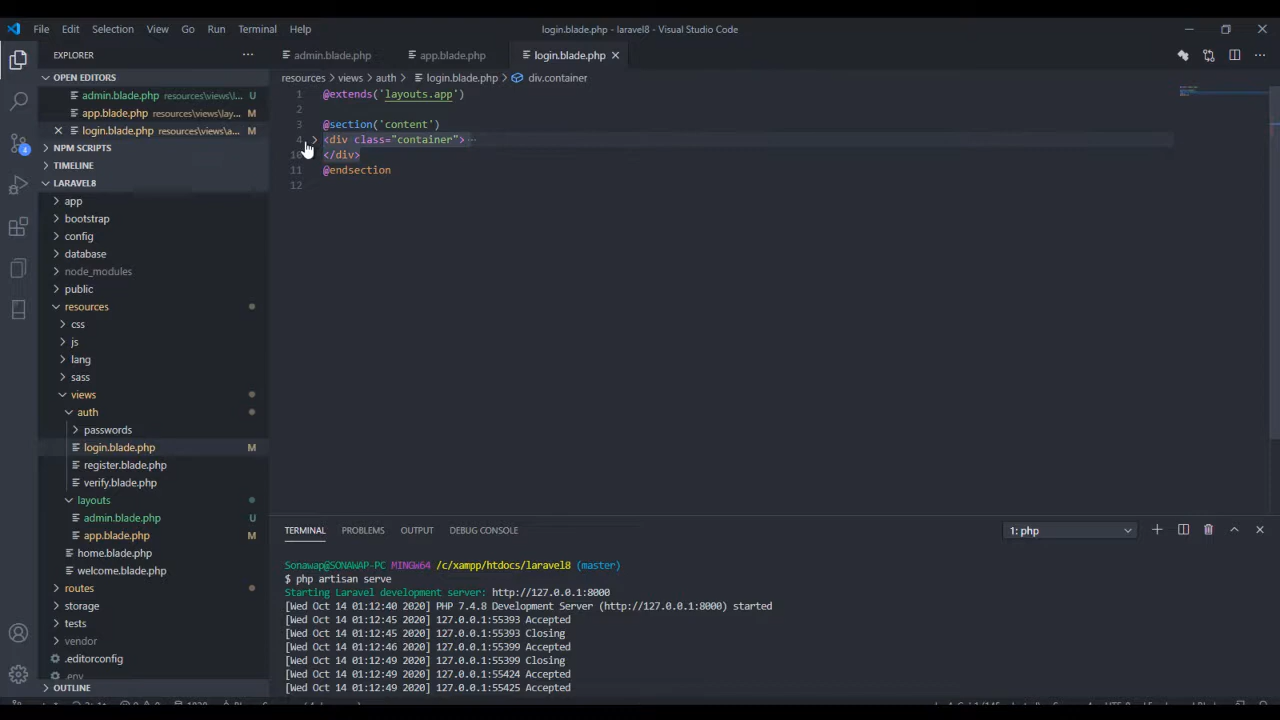 File Edit Selection View Go Run Terminal Help
login.blade.php - laravel8 - Visual Studio Code
EXPLORER
admin.blade.php app.blade.php login.blade.php
OPEN EDITORS
resources > views > auth > login.blade.php > div.container
admin.blade.php resources\views\l... U
app.blade.php resources\views\lay... M
login.blade.php resources\views\a... M
NPM SCRIPTS
TIMELINE
LARAVEL8
app
bootstrap
config
database
node_modules
public
resources
css
js
lang
sass
views
auth
passwords
login.blade.php M
register.blade.php
verify.blade.php
layouts
admin.blade.php U
app.blade.php M
home.blade.php
welcome.blade.php
routes
storage
tests
vendor
.editorconfig
.env
OUTLINE
4
1 @extends('layouts.app')
2
3 @section('content')
4 <div class="container">
</div>
11 @endsection
12
TERMINAL PROBLEMS OUTPUT DEBUG CONSOLE
1: php
Sonawap@SONAWAP-PC MINGW64 /c/xampp/htdocs/laravel8 (master)
$ php artisan serve
Starting Laravel development server: http://127.0.0.1:8000
[Wed Oct 14 01:12:40 2020] PHP 7.4.8 Development Server (http://127.0.0.1:8000) started
[Wed Oct 14 01:12:45 2020] 127.0.0.1:55393 Accepted
[Wed Oct 14 01:12:45 2020] 127.0.0.1:55393 Closing
[Wed Oct 14 01:12:46 2020] 127.0.0.1:55399 Accepted
[Wed Oct 14 01:12:49 2020] 127.0.0.1:55399 Closing
[Wed Oct 14 01:12:49 2020] 127.0.0.1:55424 Accepted
[Wed Oct 14 01:12:49 2020] 127.0.0.1:55425 Accepted